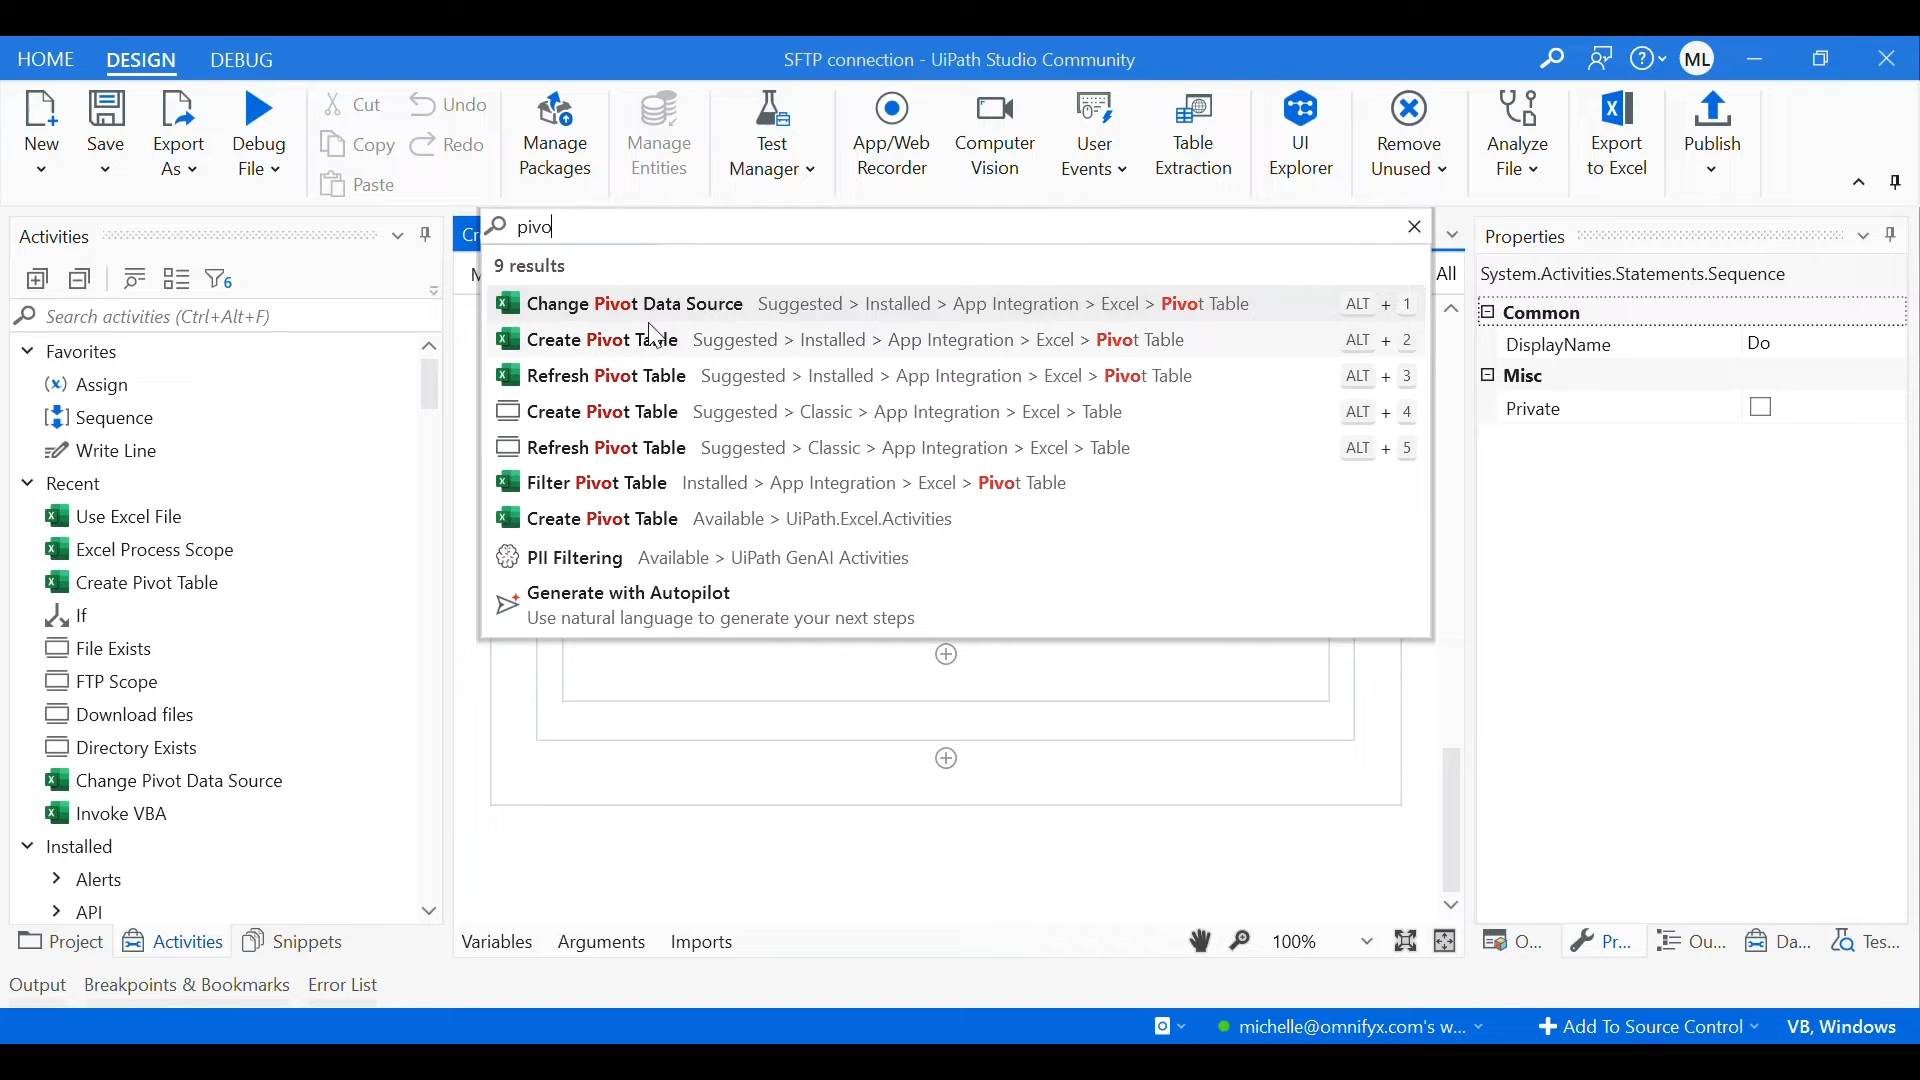 HOME DESIGN DEBUG SFTP connection - UiPath Studio Community ML
New Save Export As Debug File Cut Undo Copy Redo Paste
Manage Packages Manage Entities Test Manager App/Web Recorder Computer Vision User Events Table Extraction UI Explorer Remove Unused Analyze File Export to Excel Publish
Activities
6
Search activities (Ctrl+Alt+F)
Favorites
Assign
Sequence
Write Line
Recent
Use Excel File
Excel Process Scope
Create Pivot Table
If
File Exists
FTP Scope
Download files
Directory Exists
Change Pivot Data Source
Invoke VBA
Installed
Alerts
API
Project Activities Snippets
pivo
9 results
Change Pivot Data Source Suggested > Installed > App Integration > Excel > Pivot Table ALT + 1
Create Pivot Table Suggested > Installed > App Integration > Excel > Pivot Table ALT + 2
Refresh Pivot Table Suggested > Installed > App Integration > Excel > Pivot Table ALT + 3
Create Pivot Table Suggested > Classic > App Integration > Excel > Table ALT + 4
Refresh Pivot Table Suggested > Classic > App Integration > Excel > Table ALT + 5
Filter Pivot Table Installed > App Integration > Excel > Pivot Table
Create Pivot Table Available > UiPath.Excel.Activities
PII Filtering Available > UiPath GenAI Activities
Generate with Autopilot
Use natural language to generate your next steps
All
Variables Arguments Imports 100%
Properties
System.Activities.Statements.Sequence
Common
DisplayName Do
Misc
Private
O... Pr... Ou... Da... Tes...
Output Breakpoints & Bookmarks Error List
michelle@omnifyx.com's w... Add To Source Control VB, Windows